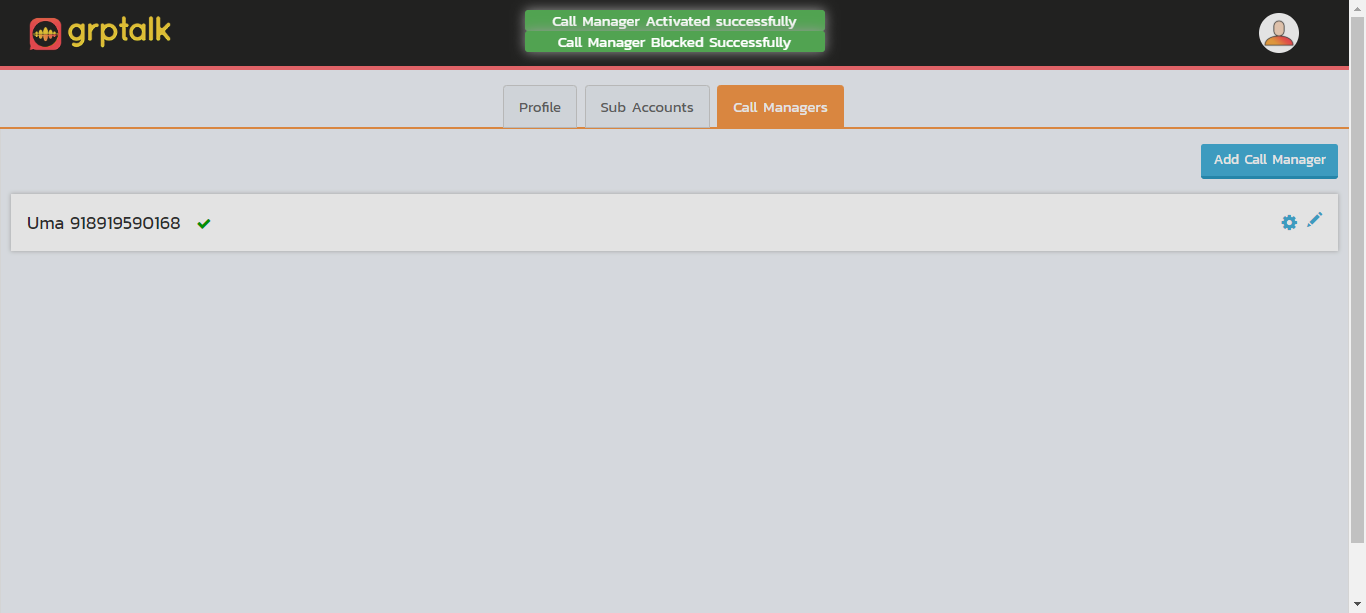 grptalk
Call Manager Activated successfully
Call Manager Blocked Successfully
Profile
Sub Accounts
Call Managers
Add Call Manager
Uma 918919590168